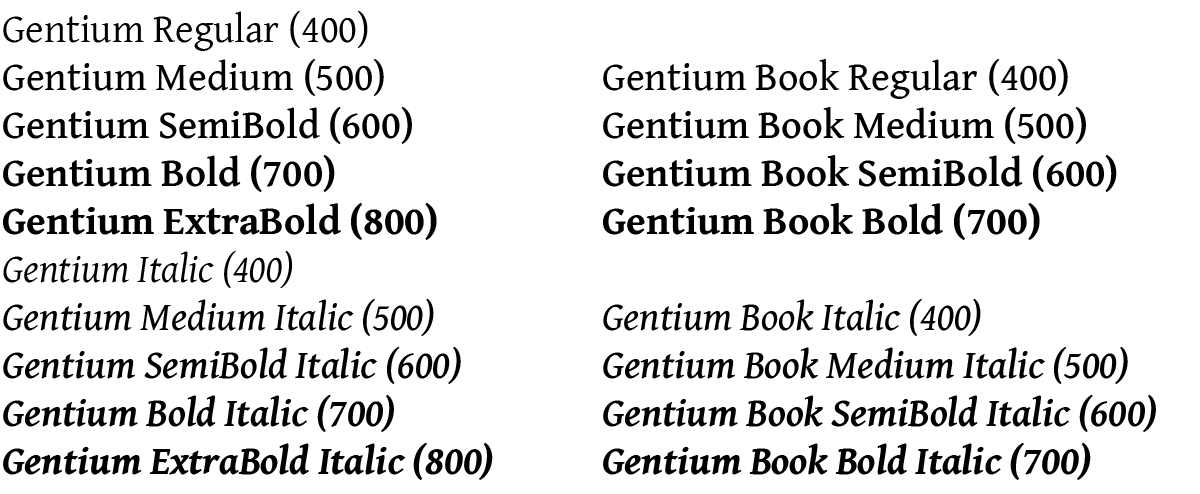 Gentium Regular (400)
Gentium Medium (500)
Gentium SemiBold (600)
Gentium Bold (700)
Gentium ExtraBold (800)
Gentium Italic (400)
Gentium Medium Italic (500)
Gentium SemiBold Italic (600)
Gentium Bold Italic (700)
Gentium ExtraBold Italic (800)
Gentium Book Regular (400)
Gentium Book Medium (500)
Gentium Book SemiBold (600)
Gentium Book Bold (700)
Gentium Book Italic (400)
Gentium Book Medium Italic (500)
Gentium Book SemiBold Italic (600)
Gentium Book Bold Italic (700)